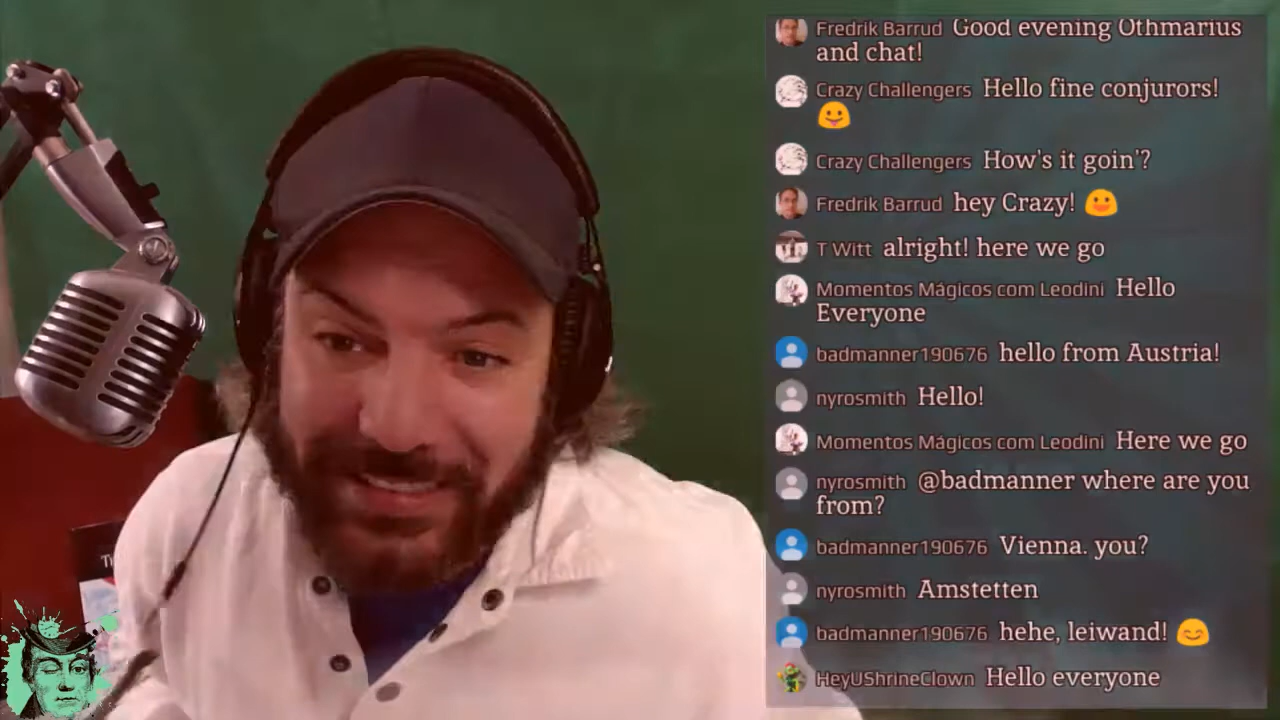 Fredrik Barrud Good evening Othmarius
and chat!
Crazy Challengers Hello fine conjurors!
😛
Crazy Challengers How's it goin'?
Fredrik Barrud hey Crazy! 😃
T Witt alright! here we go
Momentos Mágicos com Leodini Hello
Everyone
badmanner190676 hello from Austria!
nyrosmith Hello!
Momentos Mágicos com Leodini Here we go
nyrosmith @badmanner where are you
from?
badmanner190676 Vienna. you?
nyrosmith Amstetten
badmanner190676 hehe, leiwand! 😊
HeyUShrineClown Hello everyone